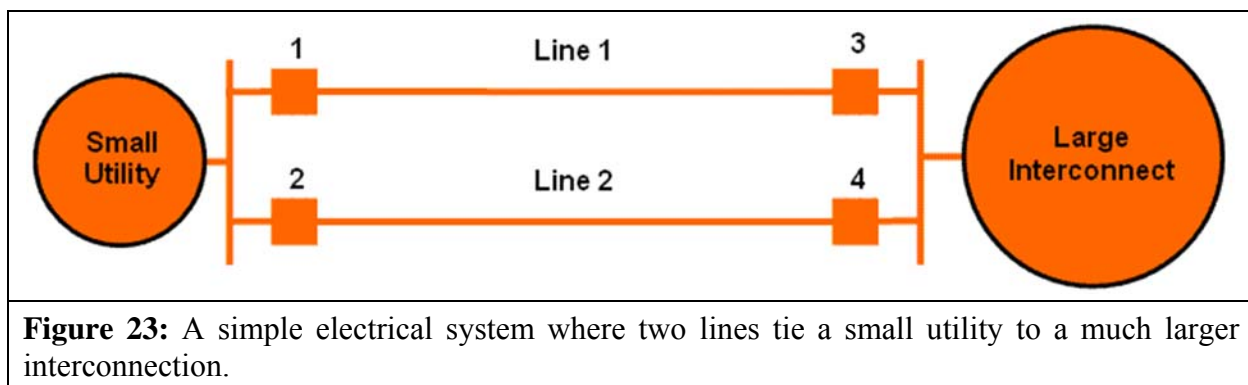 1 Line 1 3
Small
Utility
Large
Interconnect
2 Line 2 4
Figure 23: A simple electrical system where two lines tie a small utility to a much larger
interconnection.